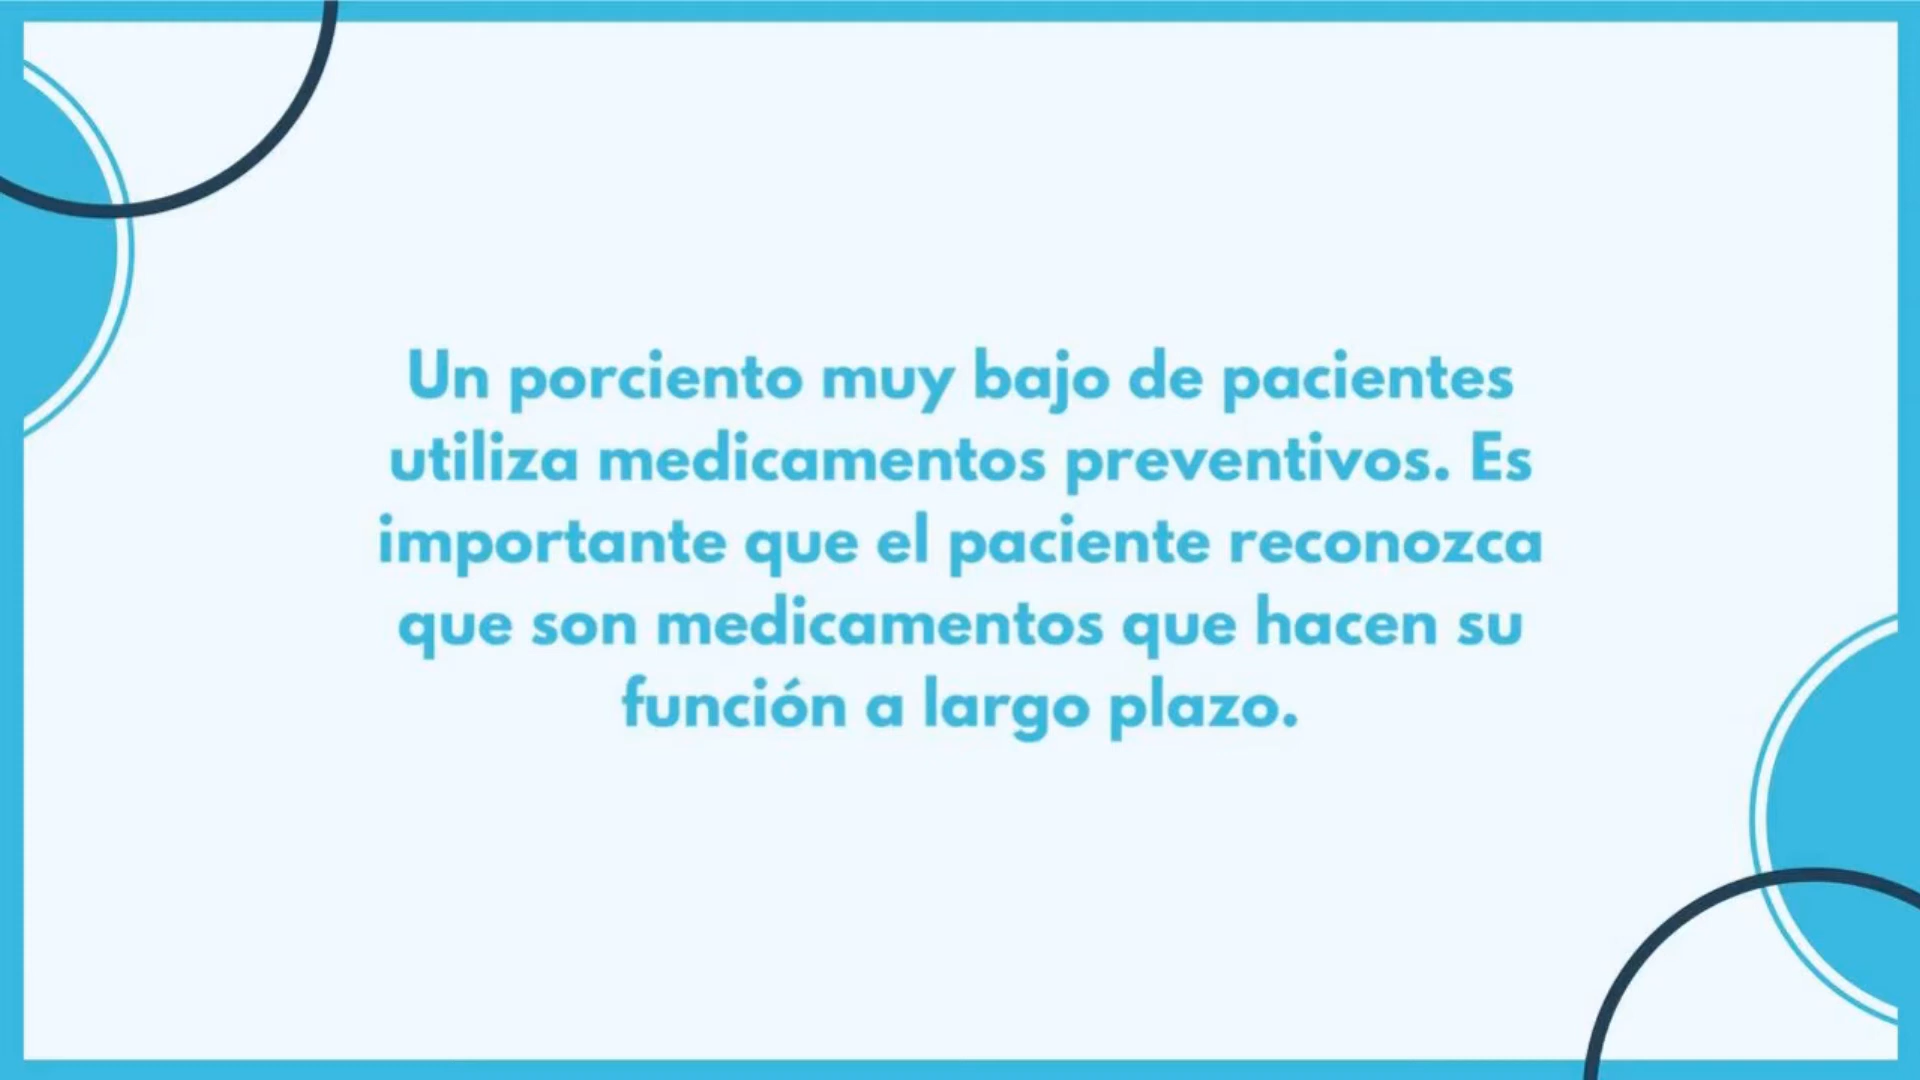 Un porciento muy bajo de pacientes
utiliza medicamentos preventivos. Es
importante que el paciente reconozca
que son medicamentos que hacen su
función a largo plazo.